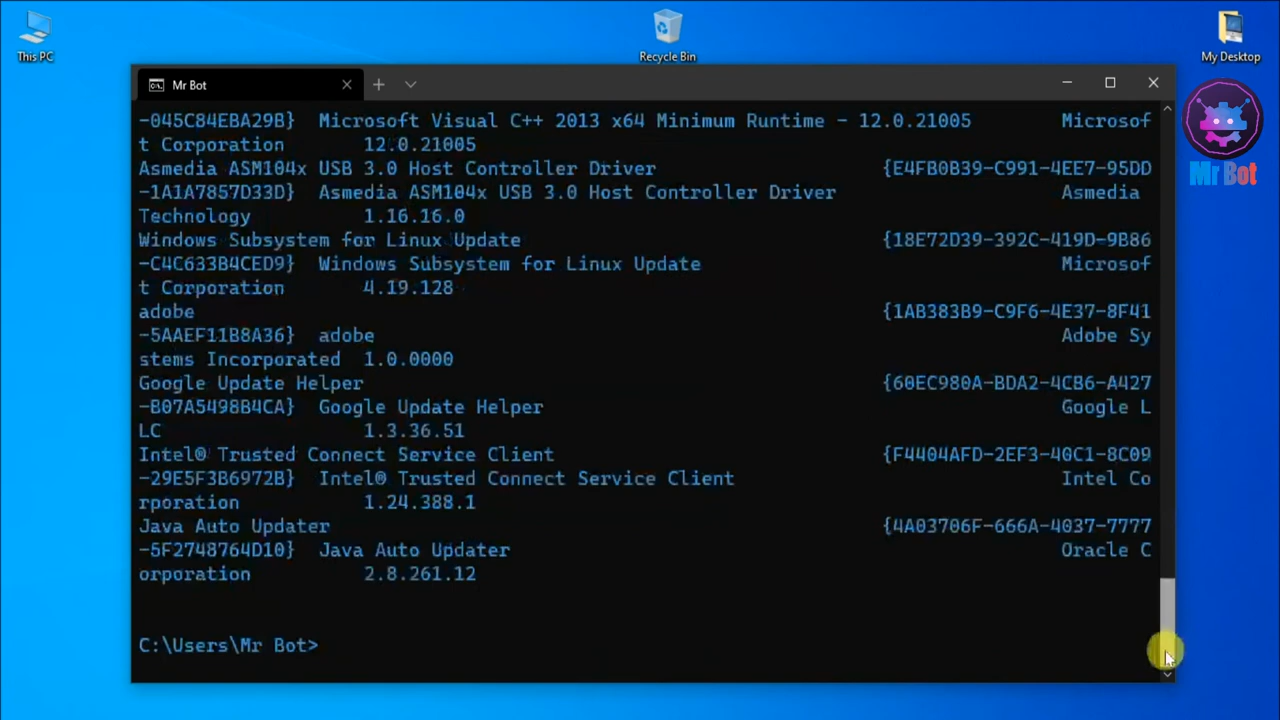 This PC
Recycle Bin
My Desktop
Mr Bot
-045C84EBA29B}  Microsoft Visual C++ 2013 x64 Minimum Runtime - 12.0.21005        Microsof
t Corporation       12.0.21005
Asmedia ASM104x USB 3.0 Host Controller Driver                    {E4FB0B39-C991-4EE7-95DD
-1A1A7857D33D}  Asmedia ASM104x USB 3.0 Host Controller Driver                    Asmedia
Technology          1.16.16.0
Windows Subsystem for Linux Update                                {18E72D39-392C-419D-9B86
-C4C633B4CED9}  Windows Subsystem for Linux Update                                Microsof
t Corporation       4.19.128
adobe                                                             {1AB383B9-C9F6-4E37-8F41
-5AAEF11B8A36}  adobe                                                             Adobe Sy
stems Incorporated  1.0.0000
Google Update Helper                                              {60EC980A-BDA2-4CB6-A427
-B07A5498B4CA}  Google Update Helper                                              Google L
LC                  1.3.36.51
Intel® Trusted Connect Service Client                             {F4404AFD-2EF3-40C1-8C09
-29E5F3B6972B}  Intel® Trusted Connect Service Client                             Intel Co
rporation           1.24.388.1
Java Auto Updater                                                 {4A03706F-666A-4037-7777
-5F2748764D10}  Java Auto Updater                                                 Oracle C
orporation          2.8.261.12
C:\Users\Mr Bot>
Mr Bot